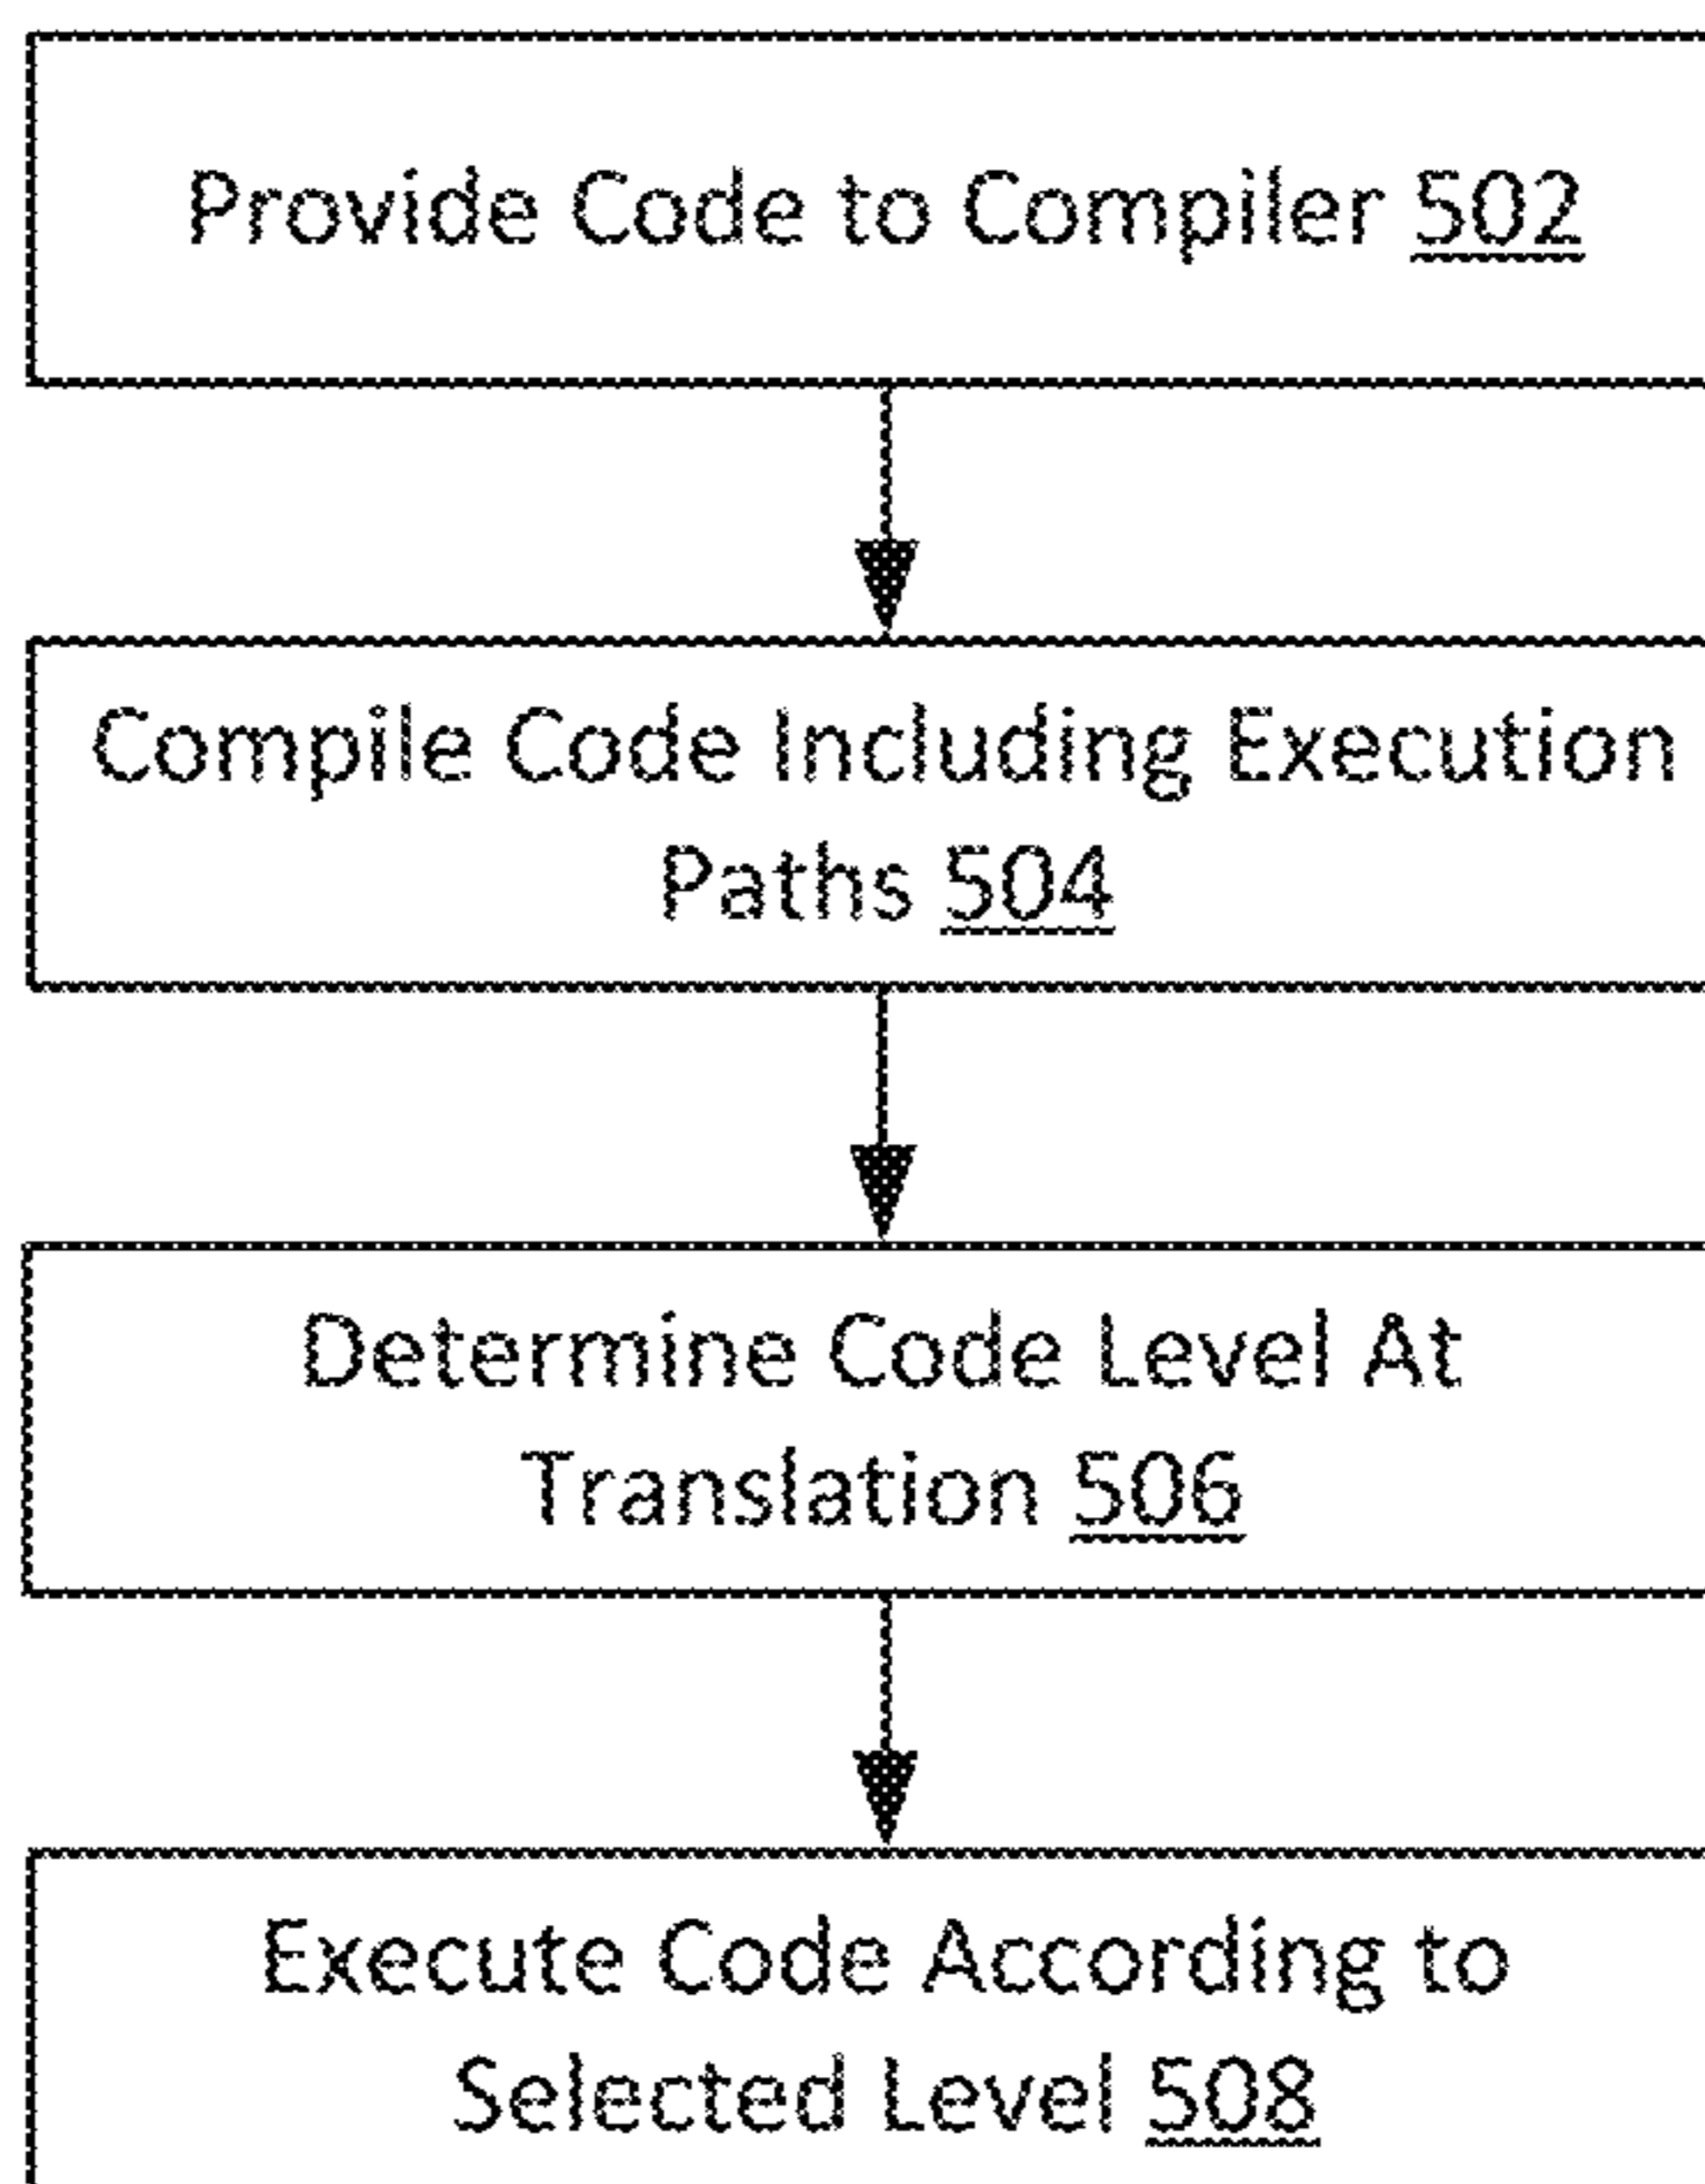 Provide Code to Compiler 502
Compile Code Including Execution
Paths 504
Determine Code Level At
Translation 506
Execute Code According to
Selected Level 508